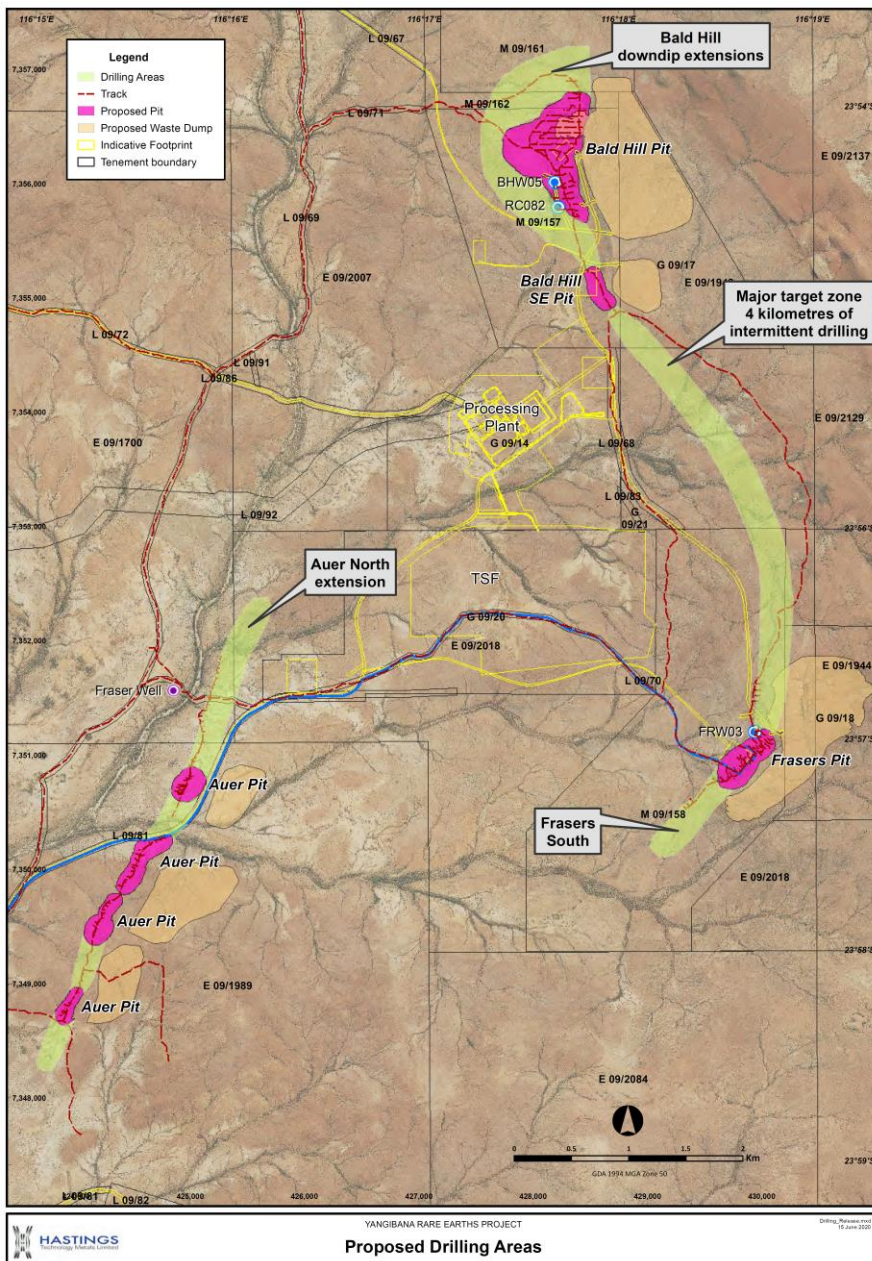 116°15'E
116°16'E
116°17'E
116°18'E
116°19'E
Legend
Drilling Areas
Track
Proposed Pit
Proposed Waste Dump
Indicative Footprint
Tenement boundary
L 09/67
M 09/161
Bald Hill
downdip extensions
7,357,000
M 09/162
L 09/71
23°54'S
Bald Hill Pit
E 09/2137
7,356,000
BHW05
RC082
L 09/69
M 09/157
E 09/2007
G 09/17
Bald Hill
SE Pit
7,355,000
Major target zone
4 kilometres of
intermittent drilling
L 09/72
L 09/91
L 09/86
7,354,000
Processing
Plant
G 09/14
E 09/2129
E 09/1700
L 09/68
L 09/83
G
09/21
L 09/92
7,353,000
23°56'S
Auer North
extension
TSF
7,352,000
G 09/20
E 09/2018
E 09/1944
Fraser Well
L 09/70
G 09/18
7,351,000
FRW03
23°57'S
Frasers Pit
Auer Pit
M 09/158
Frasers
South
L 09/81
7,350,000
Auer Pit
E 09/2018
Auer Pit
23°58'S
7,349,000
E 09/1989
Auer Pit
E 09/2084
7,348,000
0
0.5
1
1.5
2
Km
GDA 1994 MGA Zone 50
23°59'S
L 09/82
425,000
426,000
427,000
428,000
429,000
430,000
HASTINGS
Technology Metals Limited
YANGIBANA RARE EARTHS PROJECT
Proposed Drilling Areas
Drilling_Release.mxd
15 June 2020